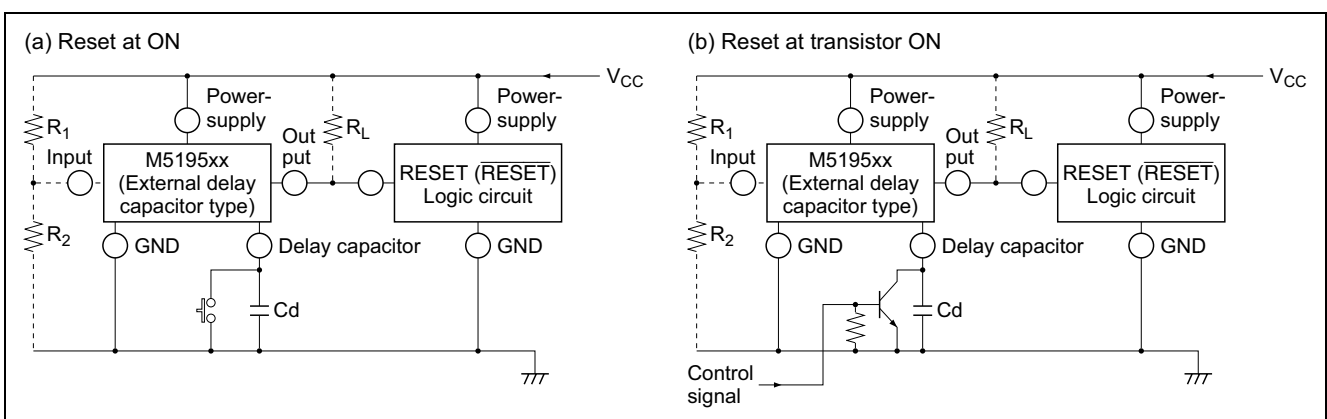 (a) Reset at ON
VCC
Power-
supply
Power-
supply
R1
RL
Out
put
Input
M5195xx
(External delay
capacitor type)
RESET (RESET)
Logic circuit
R2
GND
Delay capacitor
GND
Cd
(b) Reset at transistor ON
VCC
Power-
supply
Power-
supply
R1
RL
Out
put
Input
M5195xx
(External delay
capacitor type)
RESET (RESET)
Logic circuit
R2
GND
Delay capacitor
GND
Cd
Control
signal